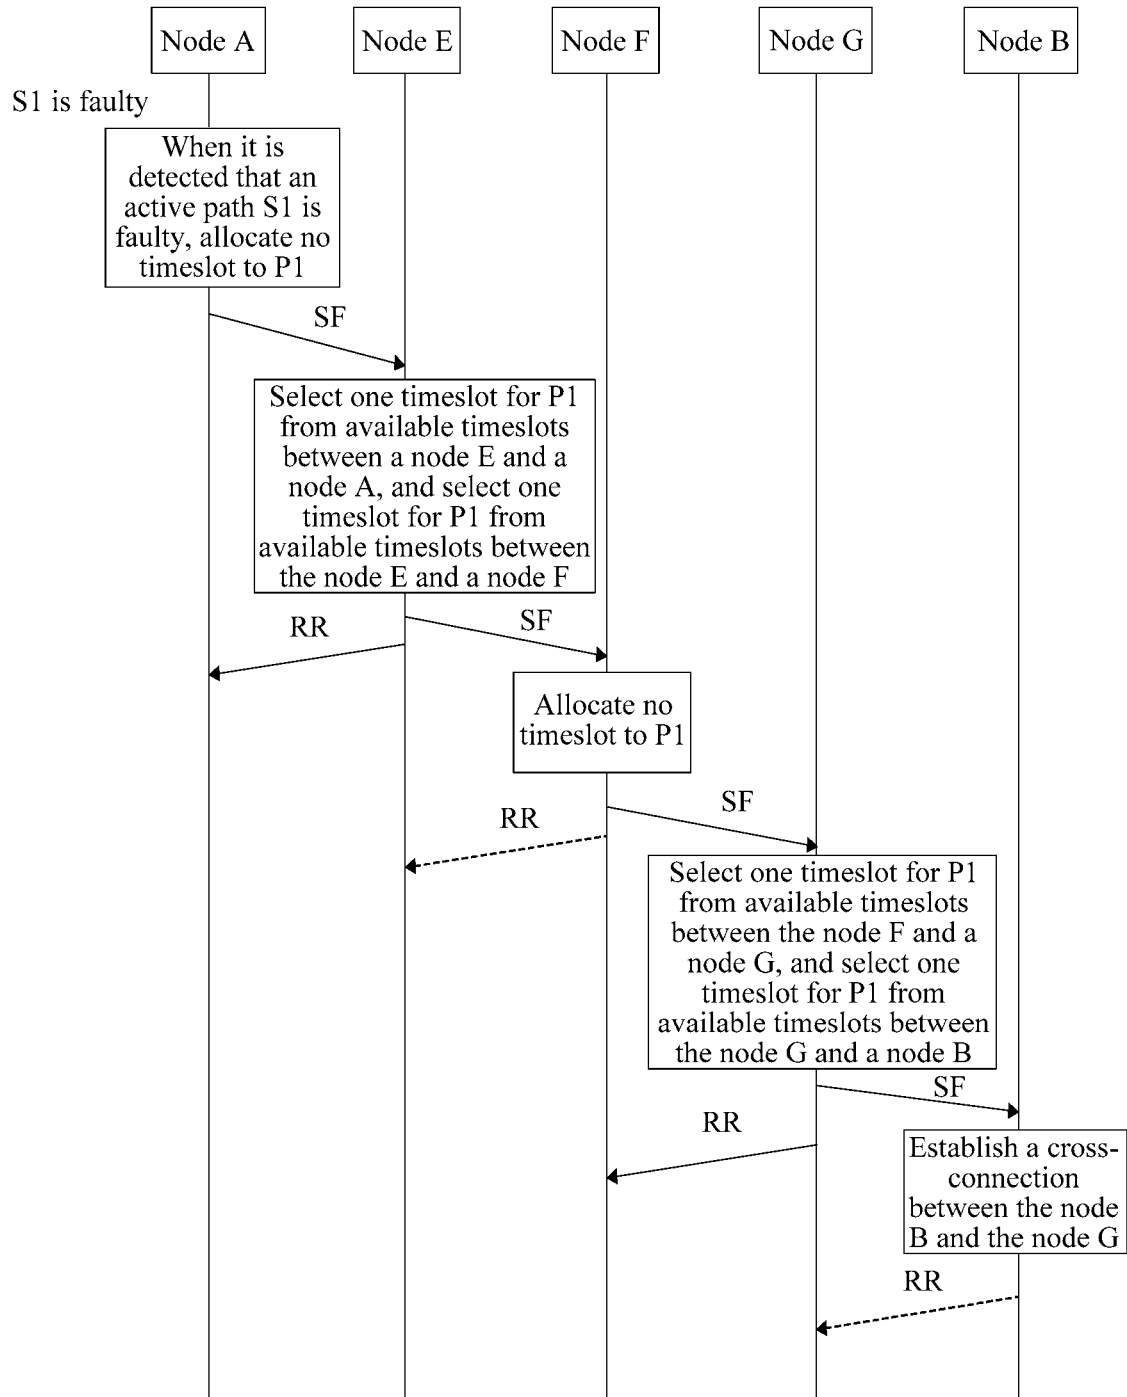 Node A
Node E
Node F
Node G
Node B
S1 is faulty
When it is
detected that an
active path S1 is
faulty, allocate no
timeslot to P1
SF
Select one timeslot for P1
from available timeslots
between a node E and a
node A, and select one
timeslot for P1 from
available timeslots between
the node E and a node F
RR
SF
Allocate no
timeslot to P1
RR
SF
Select one timeslot for P1
from available timeslots
between the node F and a
node G, and select one
timeslot for P1 from
available timeslots between
the node G and a node B
SF
RR
Establish a cross-
connection
between the node
B and the node G
RR